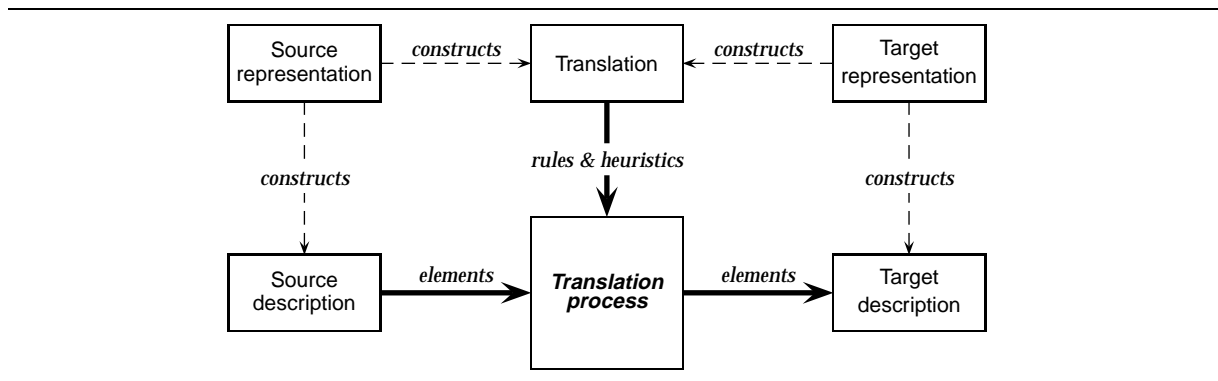 Source
representation
constructs
Translation
constructs
Target
representation
rules & heuristics
constructs
constructs
Source
description
elements
Translation
process
elements
Target
description